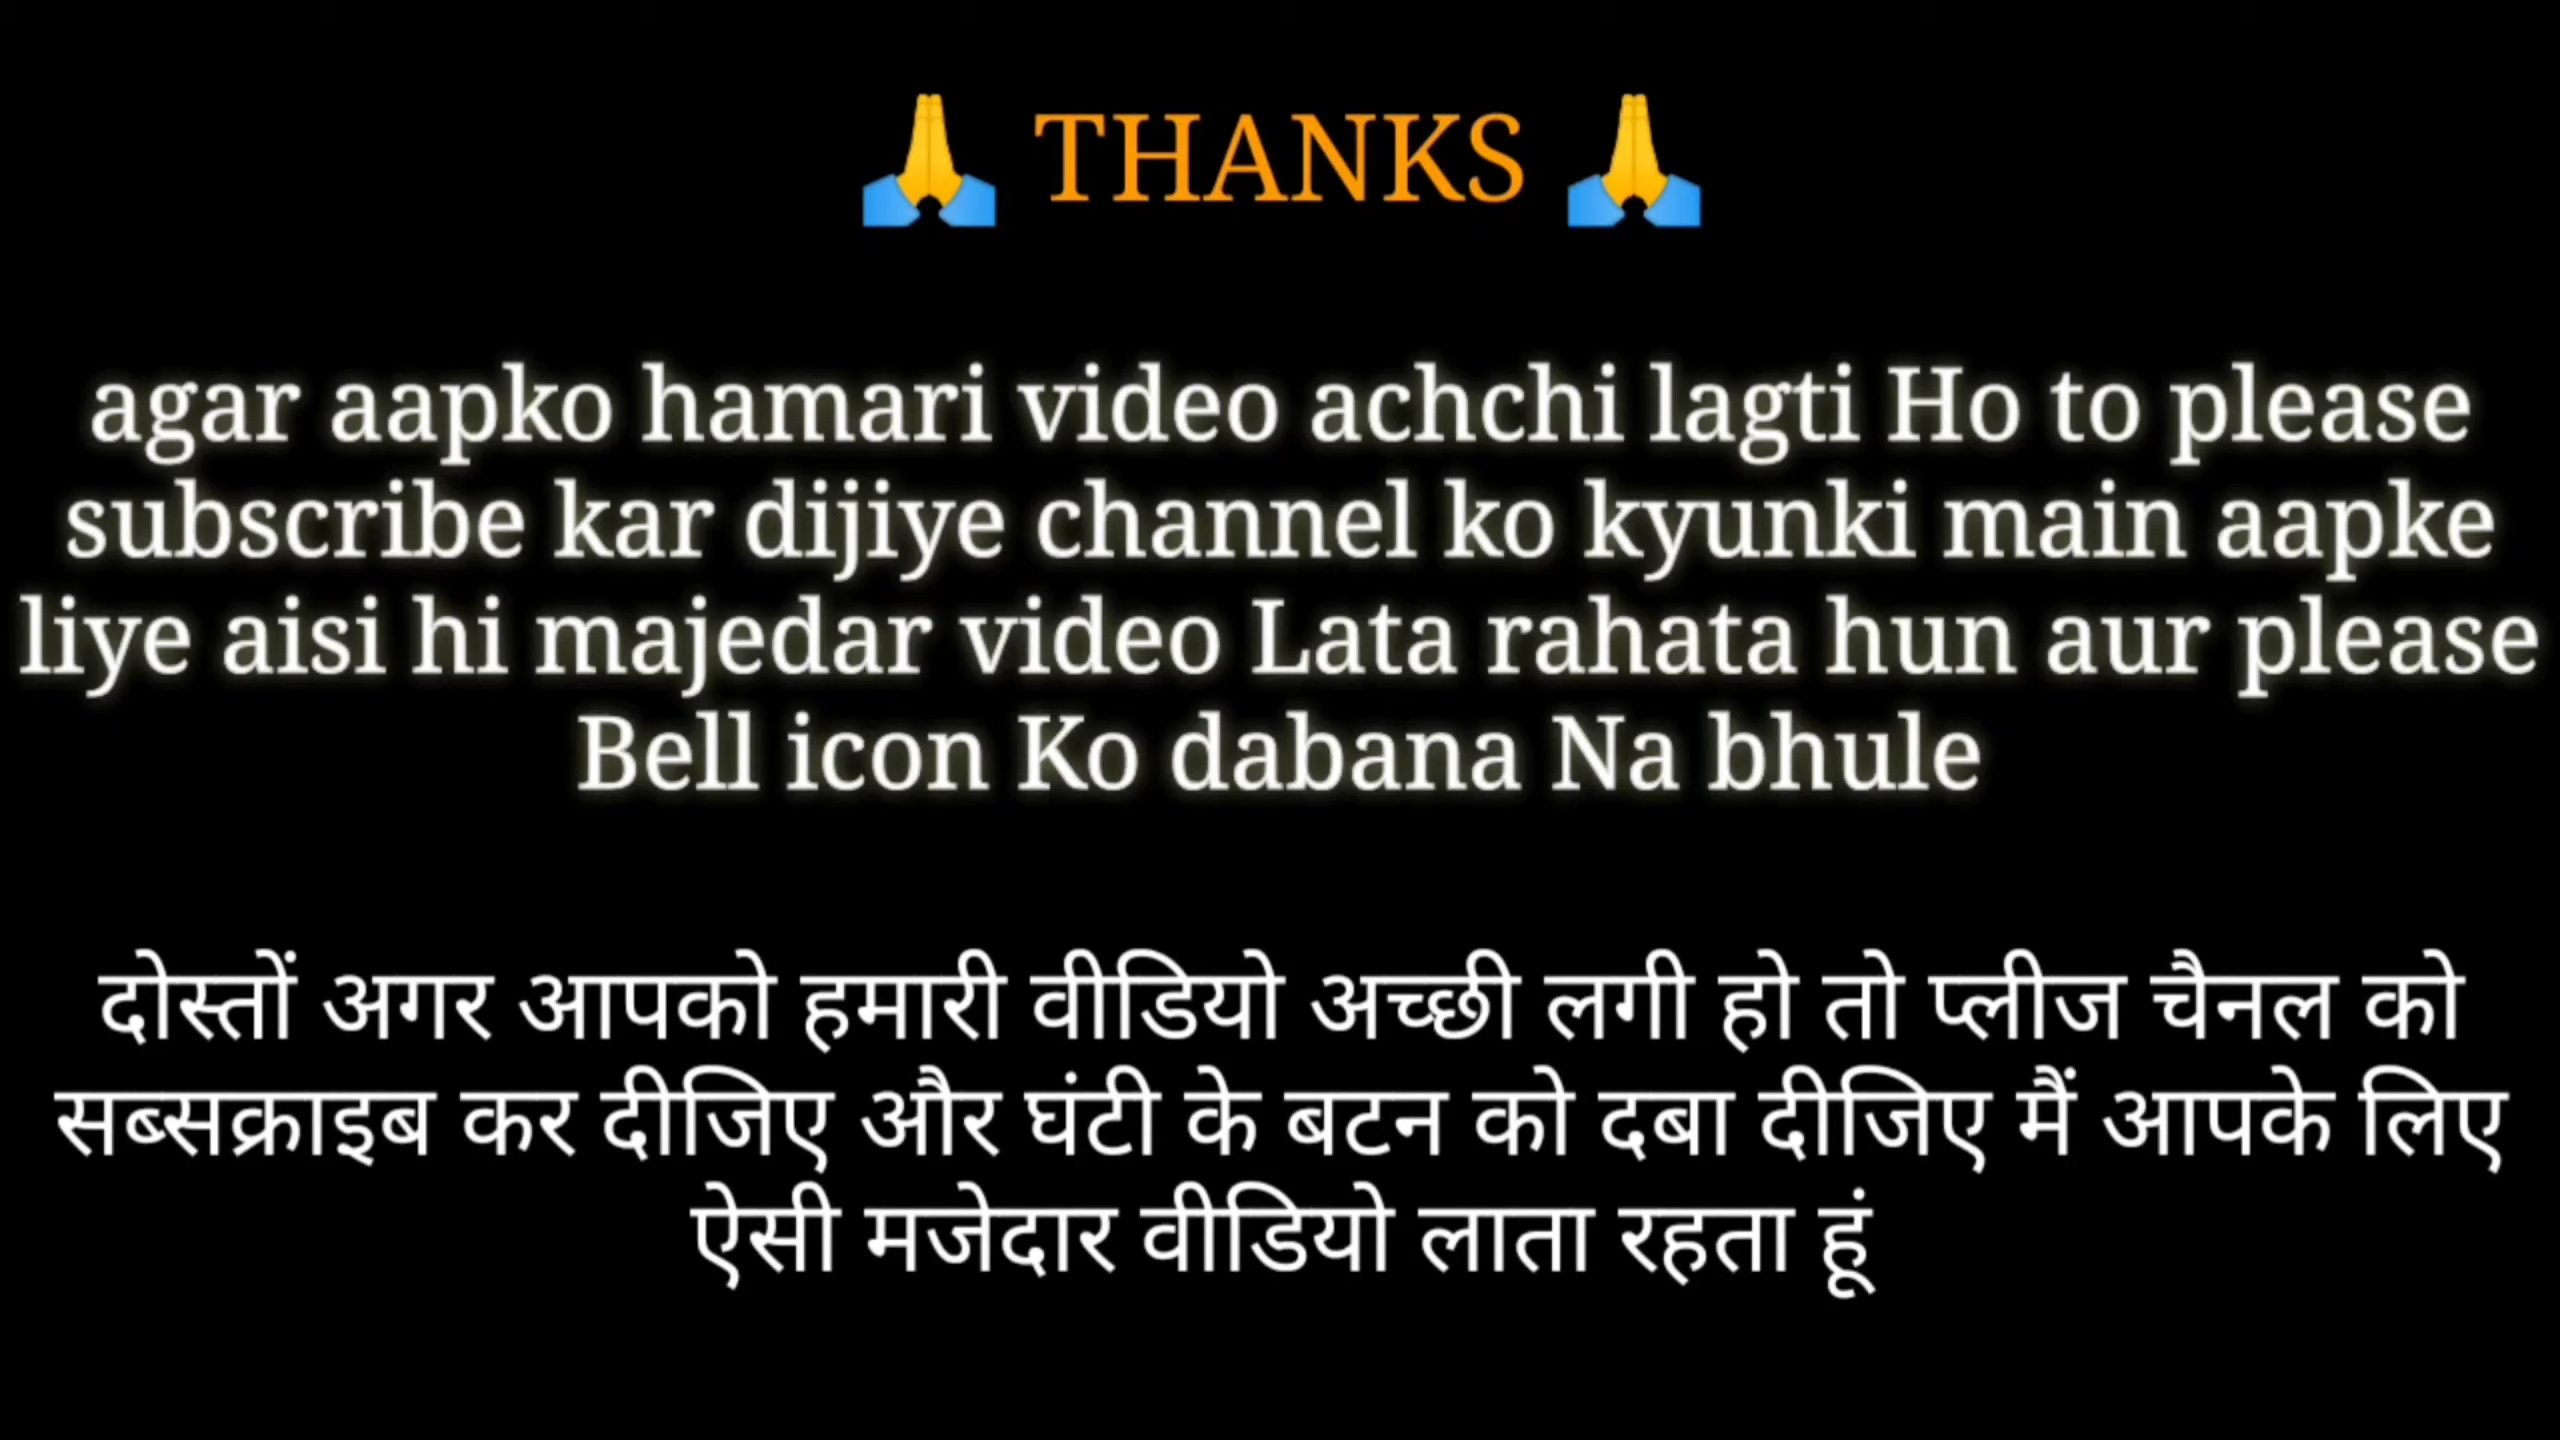 🙏 THANKS 🙏
agar aapko hamari video achchi lagti Ho to please
subscribe kar dijiye channel ko kyunki main aapke
liye aisi hi majedar video Lata rahata hun aur please
Bell icon Ko dabana Na bhule
दोस्तों अगर आपको हमारी वीडियो अच्छी लगी हो तो प्लीज चैनल को
सब्सक्राइब कर दीजिए और घंटी के बटन को दबा दीजिए मैं आपके लिए
ऐसी मजेदार वीडियो लाता रहता हूं